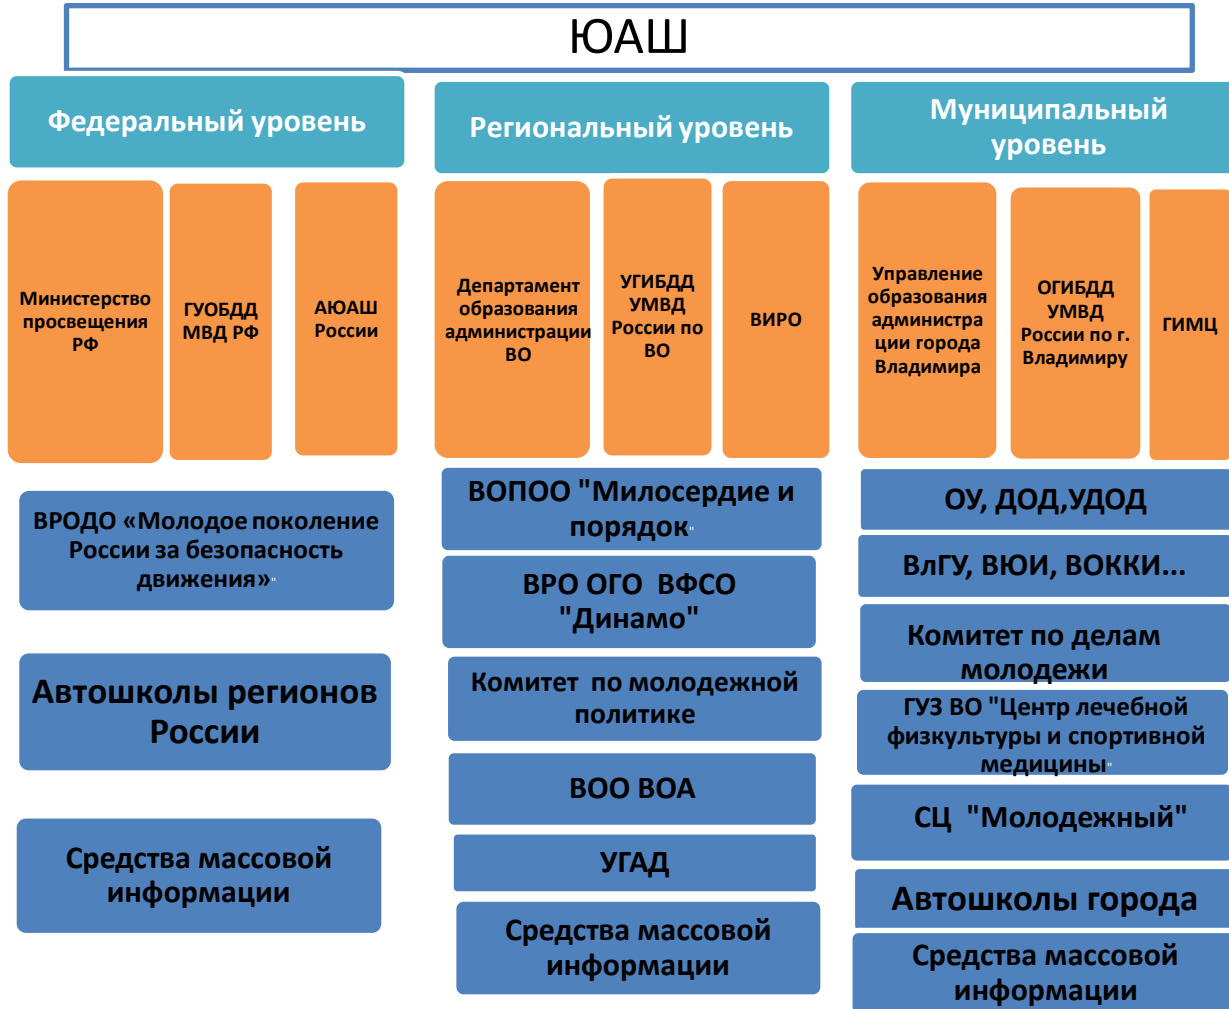 ЮАШ
Федеральный уровень
Региональный уровень
Муниципальный
уровень
Министерство
просвещения
РФ
ГУОБДД
МВД РФ
АЮАШ
России
Департамент
образования
администрации
ВО
УГИБДД
УМВД
России по
ВО
ВИРО
Управление
образования
администра
ции города
Владимира
ОГИБДД
УМВД
России по г.
Владимиру
ГИМЦ
ВРОДО «Молодое поколение
России за безопасность
движения»"
Автошколы регионов
России
Средства массовой
информации
ВОПОО "Милосердие и
порядок"
ВРО ОГО ВФСО
"Динамо"
Комитет по молодежной
политике
ВОО ВОА
УГАД
Средства массовой
информации
ОУ, ДОД,УДОД
ВлГУ, ВЮИ, ВОККИ...
Комитет по делам
молодежи
ГУЗ ВО "Центр лечебной
физкультуры и спортивной
медицины"
СЦ "Молодежный"
Автошколы города
Средства массовой
информации